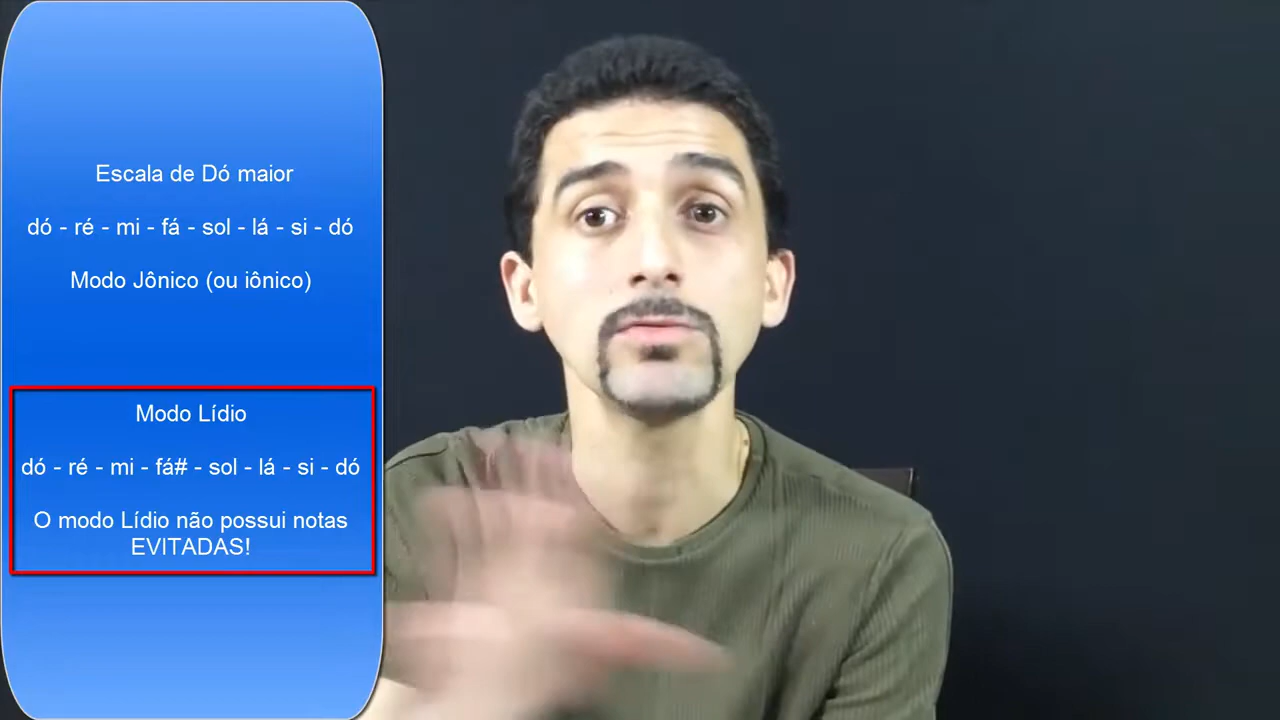 Escala de Dó maior
dó - ré - mi - fá - sol - lá - si - dó
Modo Jônico (ou iônico)
Modo Lídio
dó - ré - mi - fá# - sol - lá - si - dó
O modo Lídio não possui notas
EVITADAS!